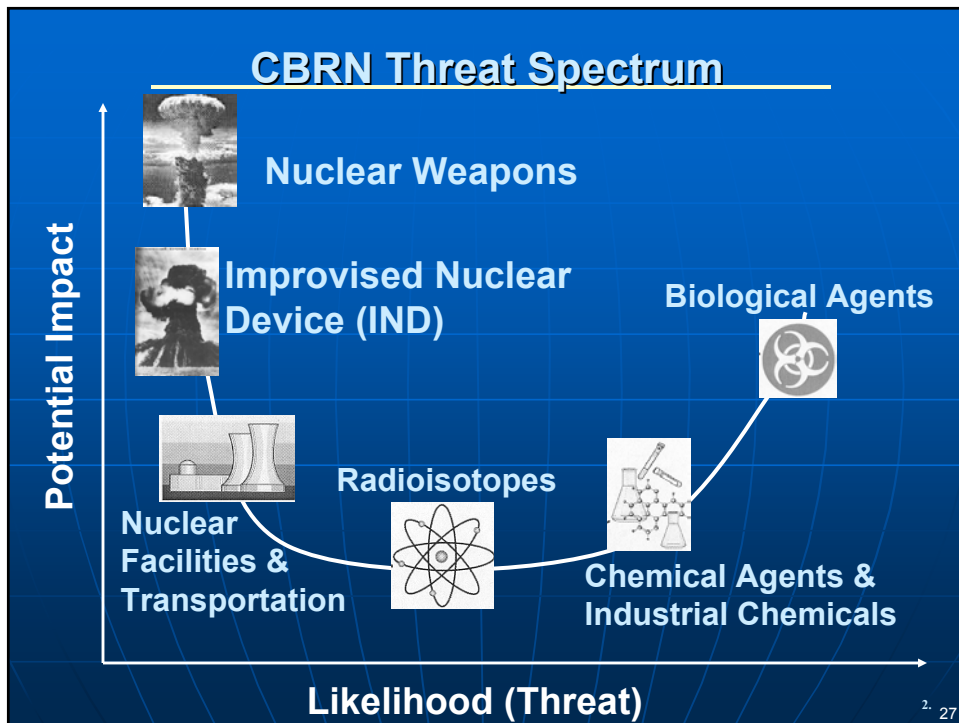 CBRN Threat Spectrum
Nuclear Weapons
Improvised Nuclear
Device (IND)
Biological Agents
Potential Impact
Radioisotopes
Nuclear
Facilities &
Transportation
Chemical Agents &
Industrial Chemicals
Likelihood (Threat)
2. 27